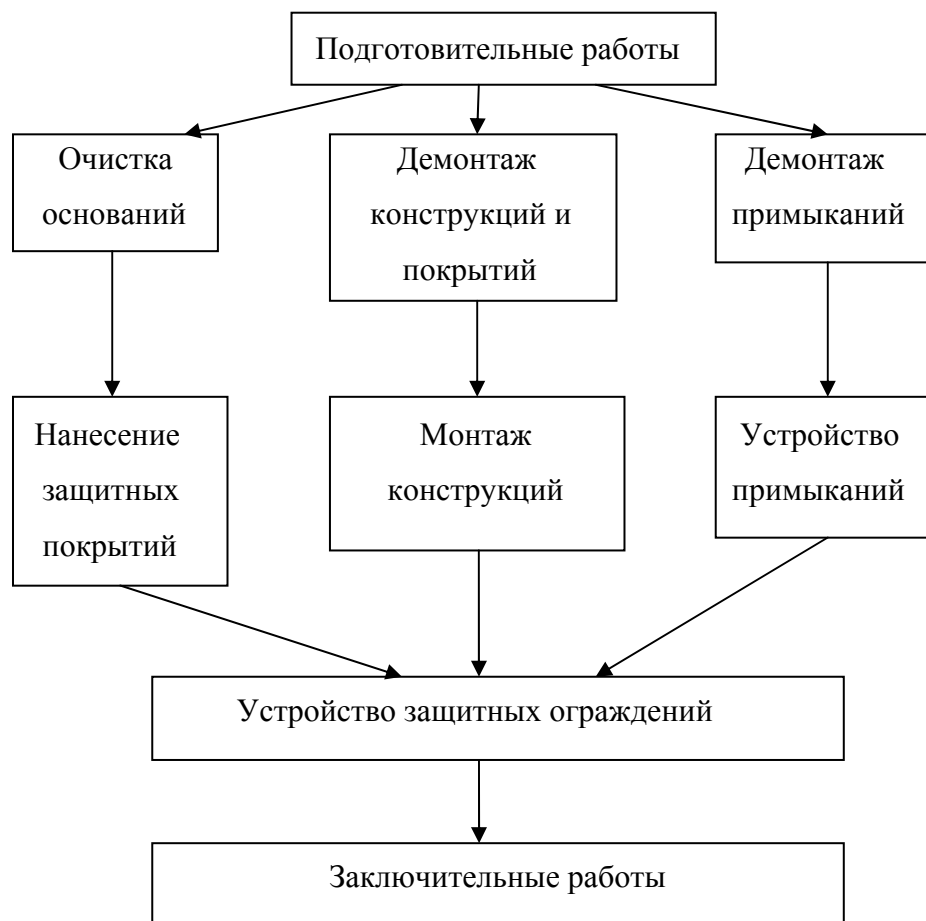 Подготовительные работы
Очистка
оснований
Демонтаж
конструкций и
покрытий
Демонтаж
примыканий
Нанесение
защитных
покрытий
Монтаж
конструкций
Устройство
примыканий
Устройство защитных ограждений
Заключительные работы